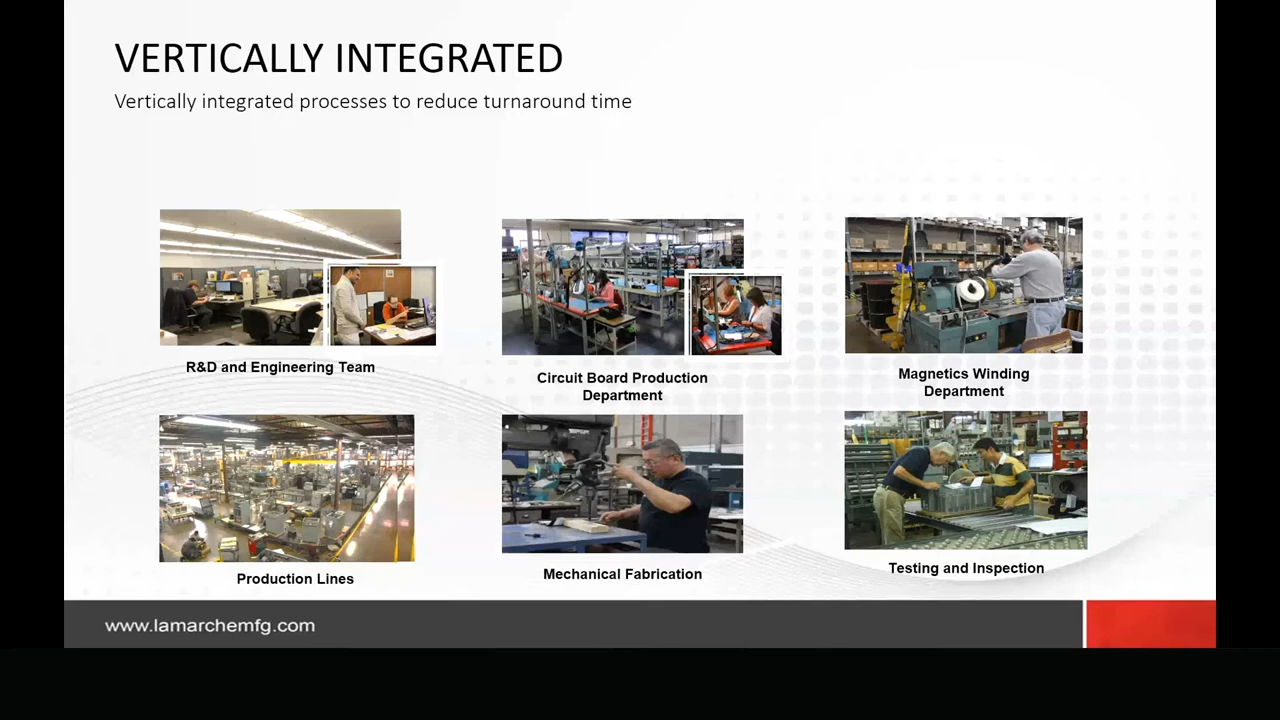 VERTICALLY INTEGRATED
Vertically integrated processes to reduce turnaround time
R&D and Engineering Team
Circuit Board Production
Department
Magnetics Winding
Department
Production Lines
Mechanical Fabrication
Testing and Inspection
www.lamarchemfg.com